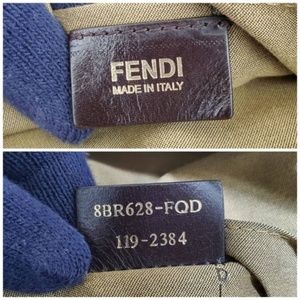 FENDI
MADE IN ITALY
8BR628-FQD
119-2384